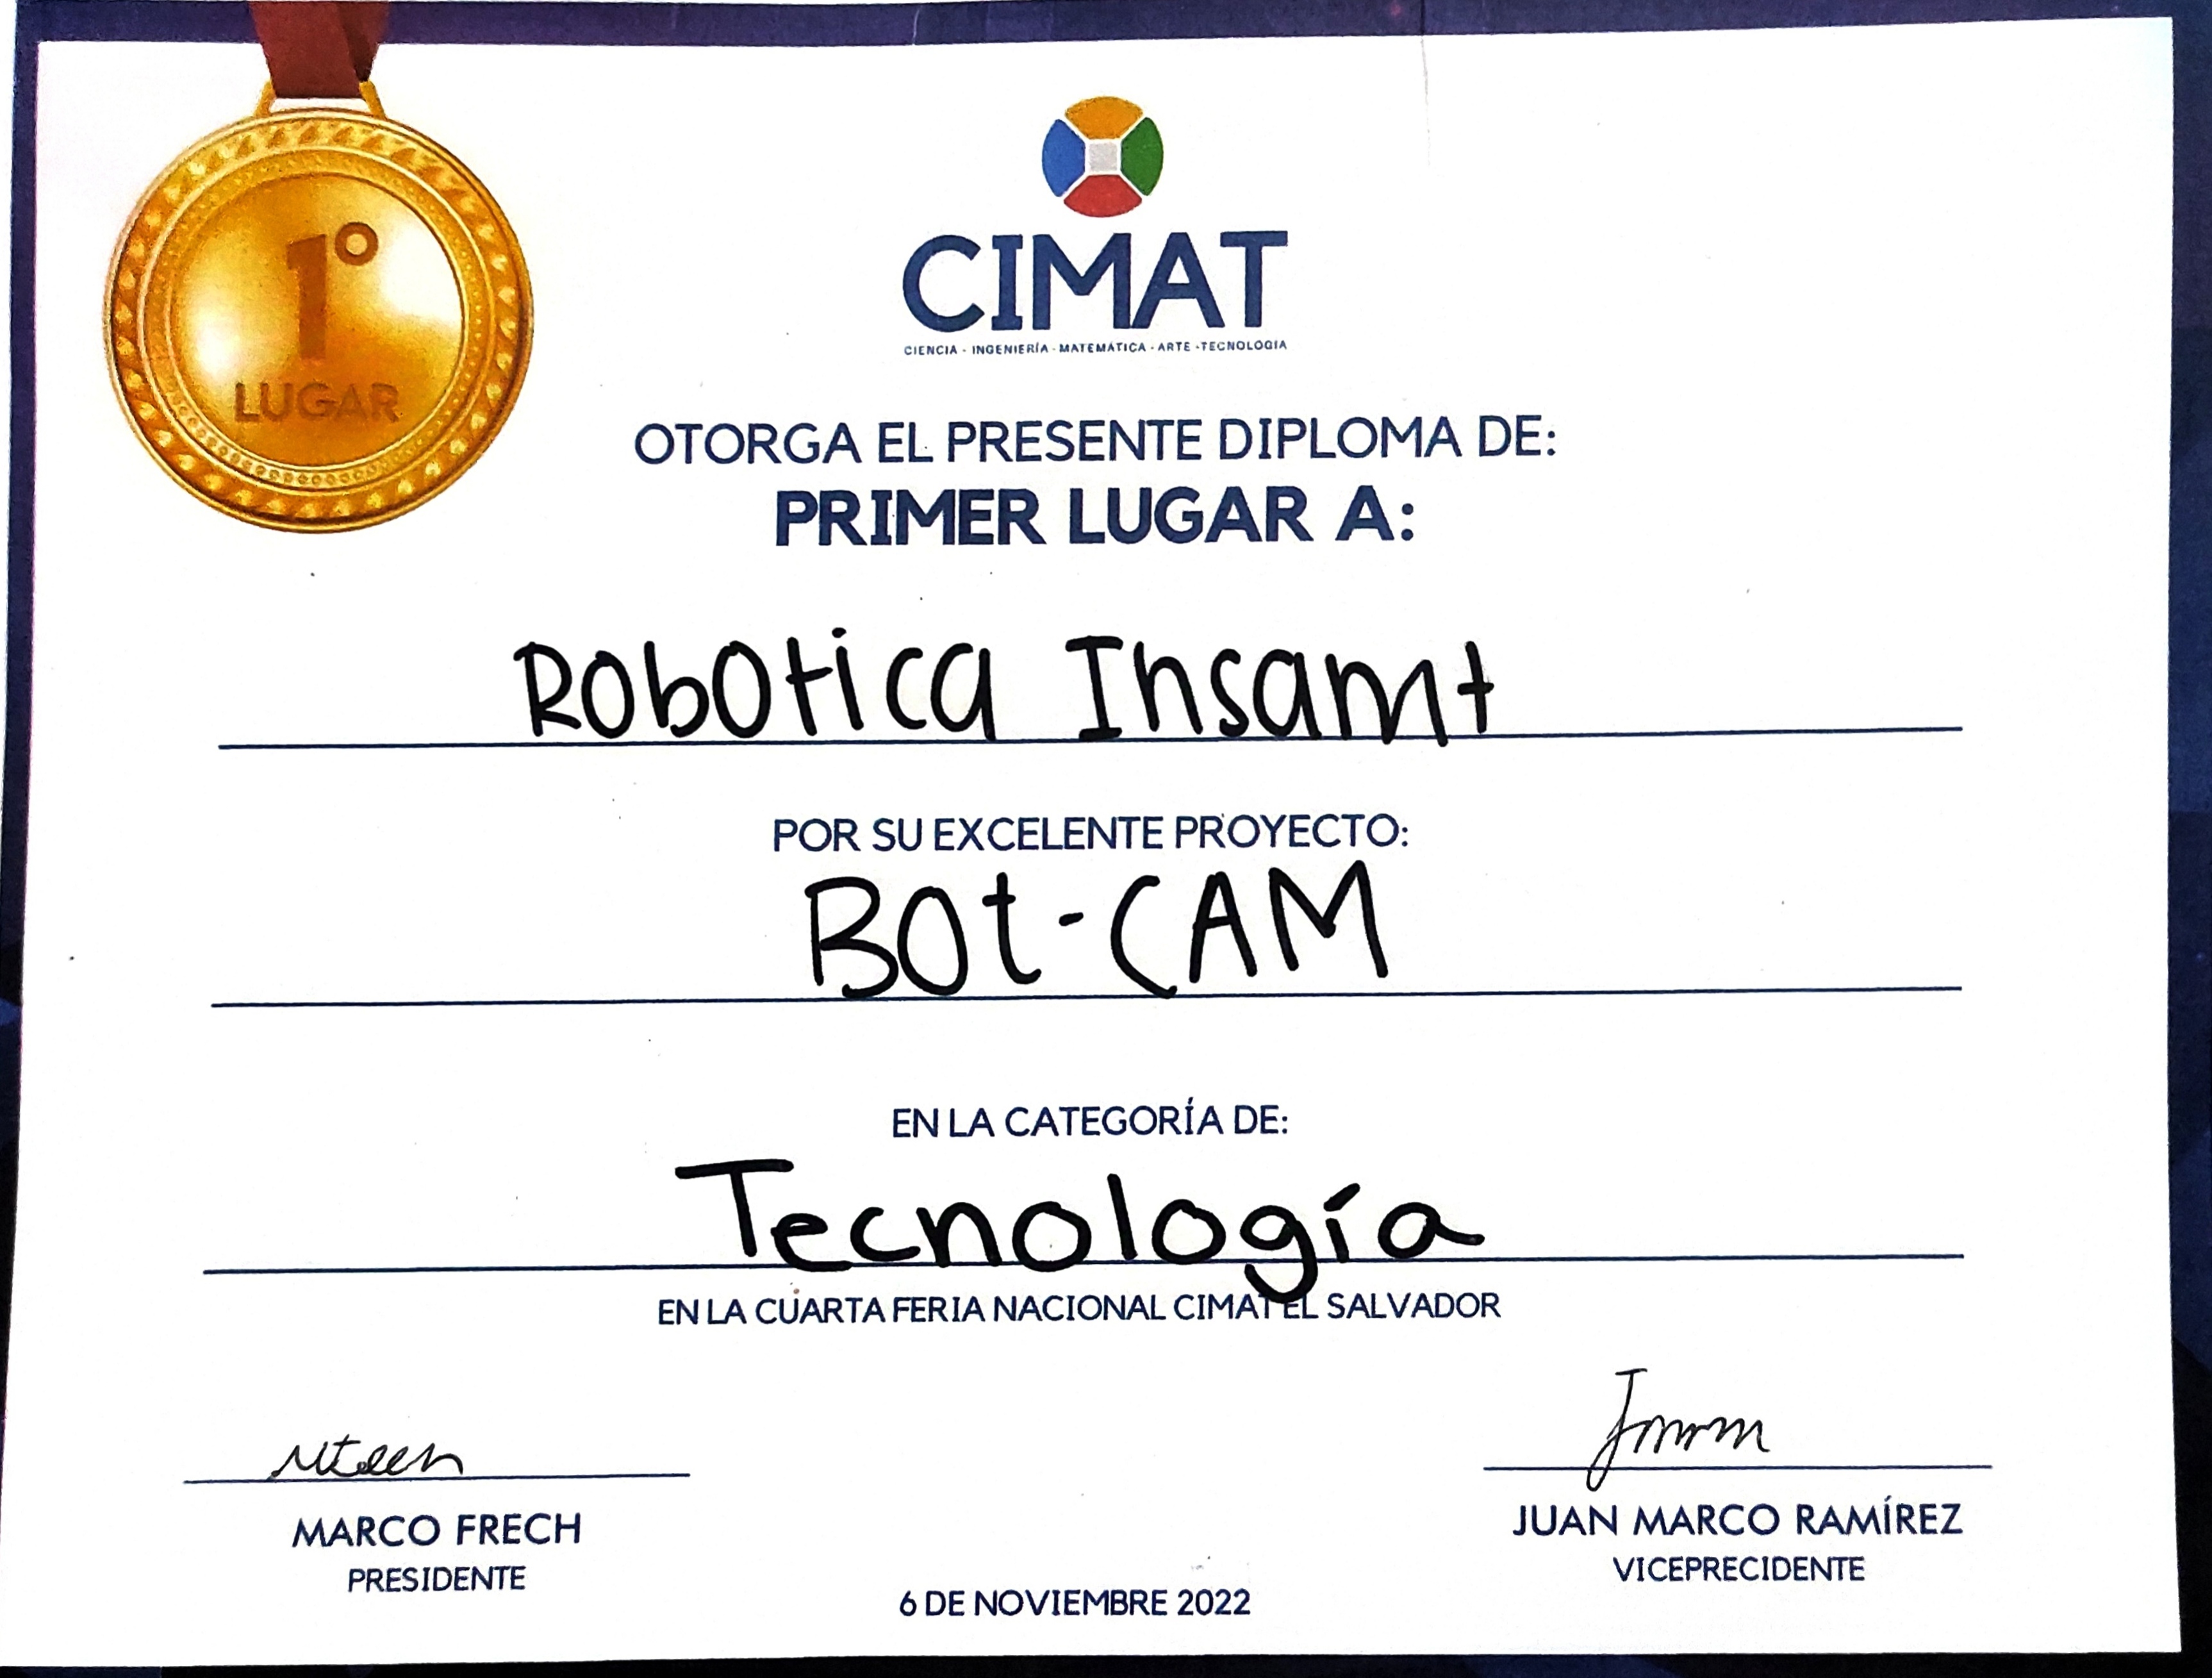 1°
LUGAR
CIMAT
CIENCIA - INGENIERÍA - MATEMÁTICA - ARTE - TECNOLOGIA
OTORGA EL PRESENTE DIPLOMA DE:
PRIMER LUGAR A:
Robotica Insamt
POR SU EXCELENTE PROYECTO:
BOt-CAM
EN LA CATEGORÍA DE:
Tecnología
EN LA CUARTA FERIA NACIONAL CIMAT EL SALVADOR
MARCO FRECH
PRESIDENTE
JUAN MARCO RAMÍREZ
VICEPRECIDENTE
6 DE NOVIEMBRE 2022